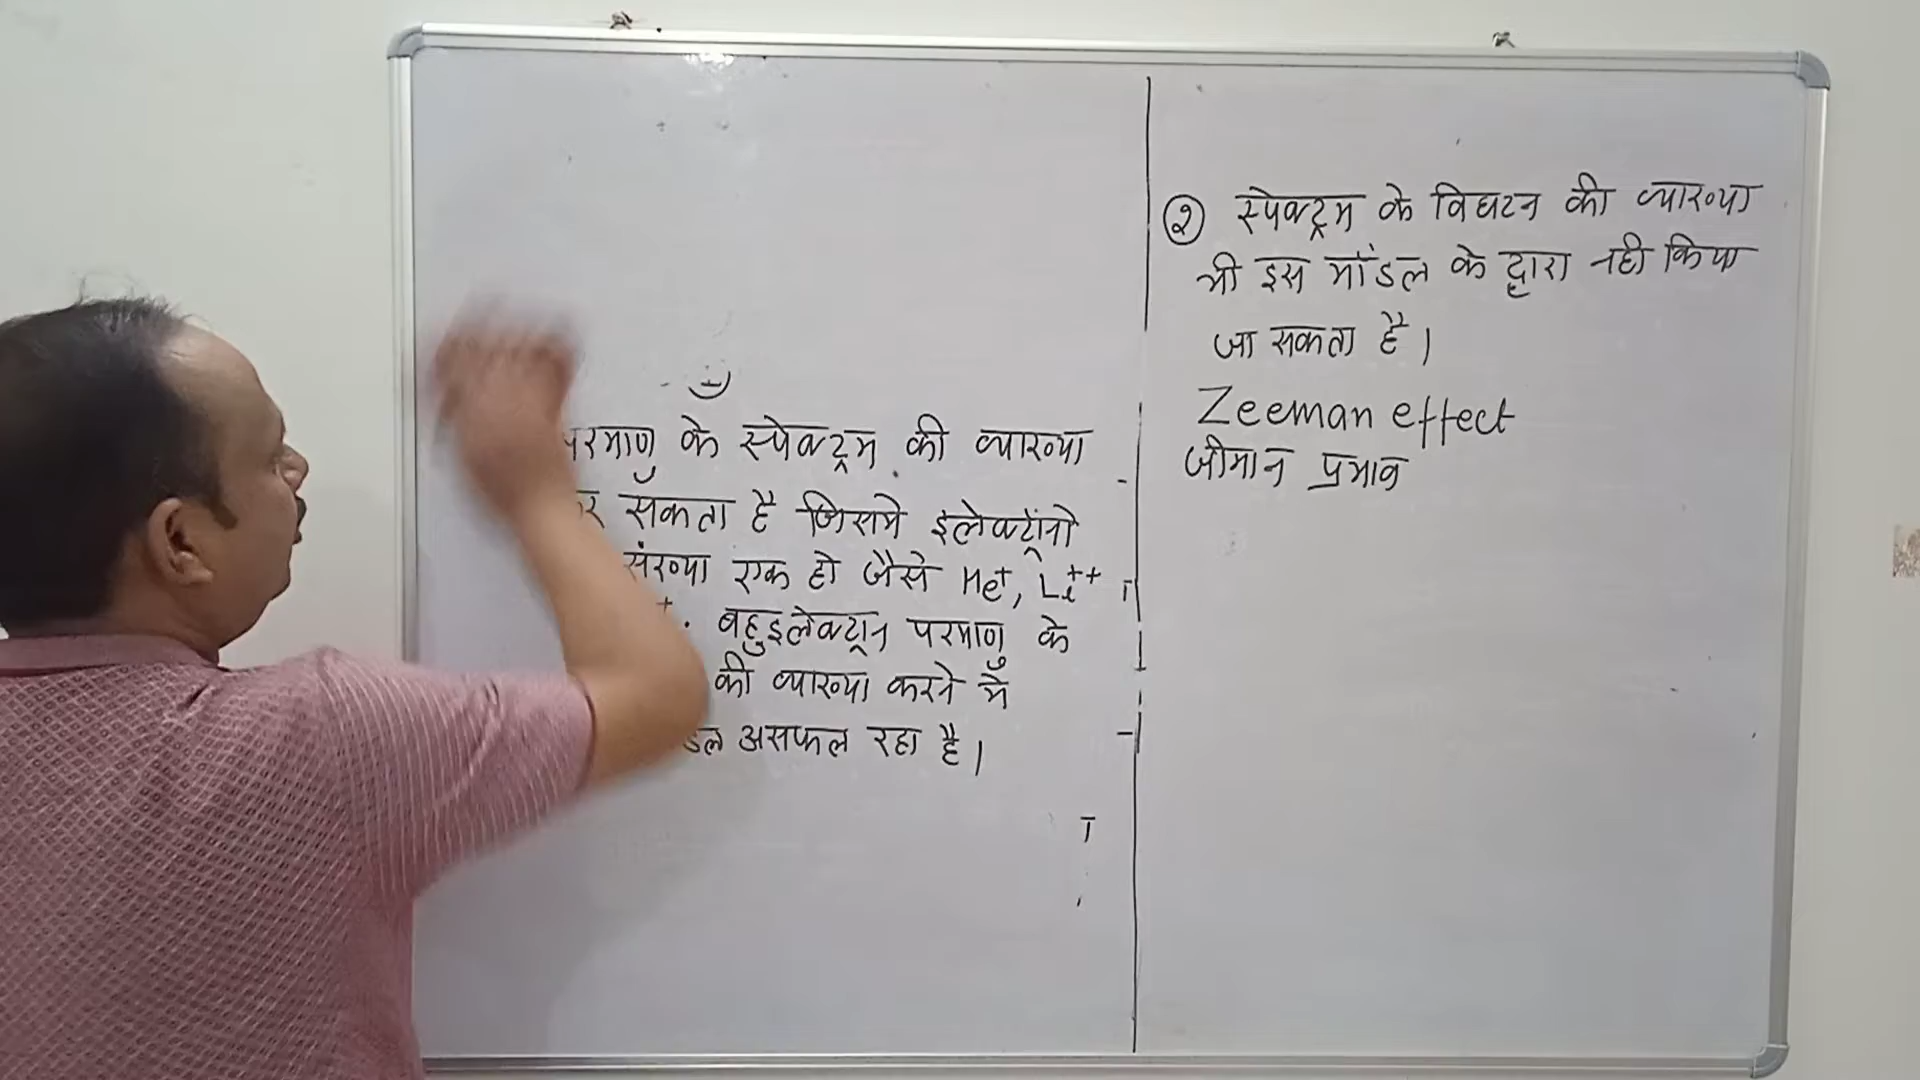 परमाणु के स्पेक्ट्रम की व्याख्या
सकता है जिसमे इलेक्ट्रॉनो
संख्या एक हो जैसे He+, Li++
बहुइलेक्ट्रान परमाणु के
की व्याख्या करने में
असफल रहा है।
② स्पेक्ट्रम के विघटन की व्याख्या
भी इस मॉडल के द्वारा नही किया
जा सकता है।
Zeeman effect
जीमान प्रभाव